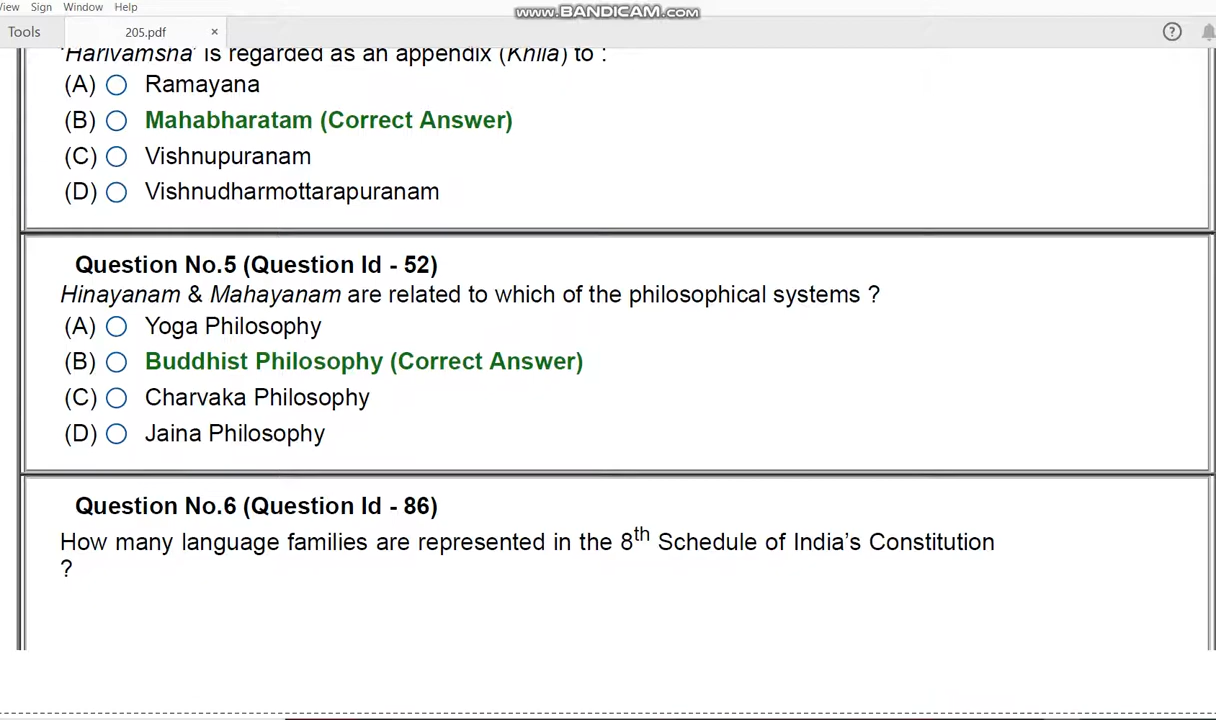 View Sign Window Help
www.BANDICAM.com
Tools 205.pdf ×
'Harivamsha' is regarded as an appendix (Khila) to :
(A) Ramayana
(B) Mahabharatam (Correct Answer)
(C) Vishnupuranam
(D) Vishnudharmottarapuranam
Question No.5 (Question Id - 52)
Hinayanam & Mahayanam are related to which of the philosophical systems ?
(A) Yoga Philosophy
(B) Buddhist Philosophy (Correct Answer)
(C) Charvaka Philosophy
(D) Jaina Philosophy
Question No.6 (Question Id - 86)
How many language families are represented in the 8th Schedule of India’s Constitution
?